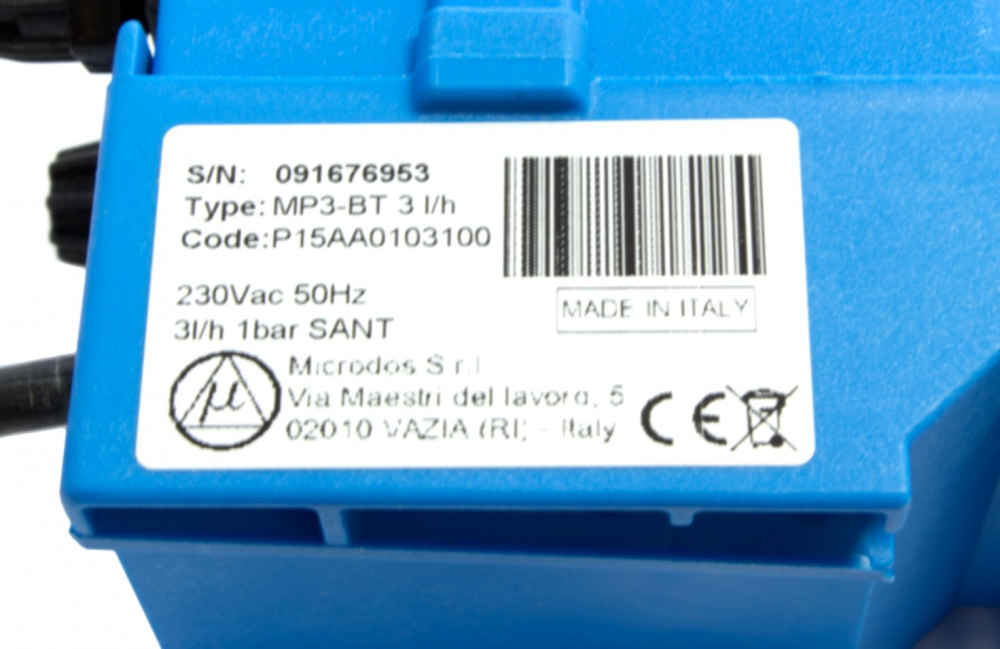 S/N: 091676953
Type: MP3-BT 3 l/h
Code:P15AA0103100
230Vac 50Hz
3l/h 1bar SANT
MADE IN ITALY
µ
Microdos S.r.l
Via Maestri del lavoro, 5
02010 VAZIA (RI) - Italy
CE